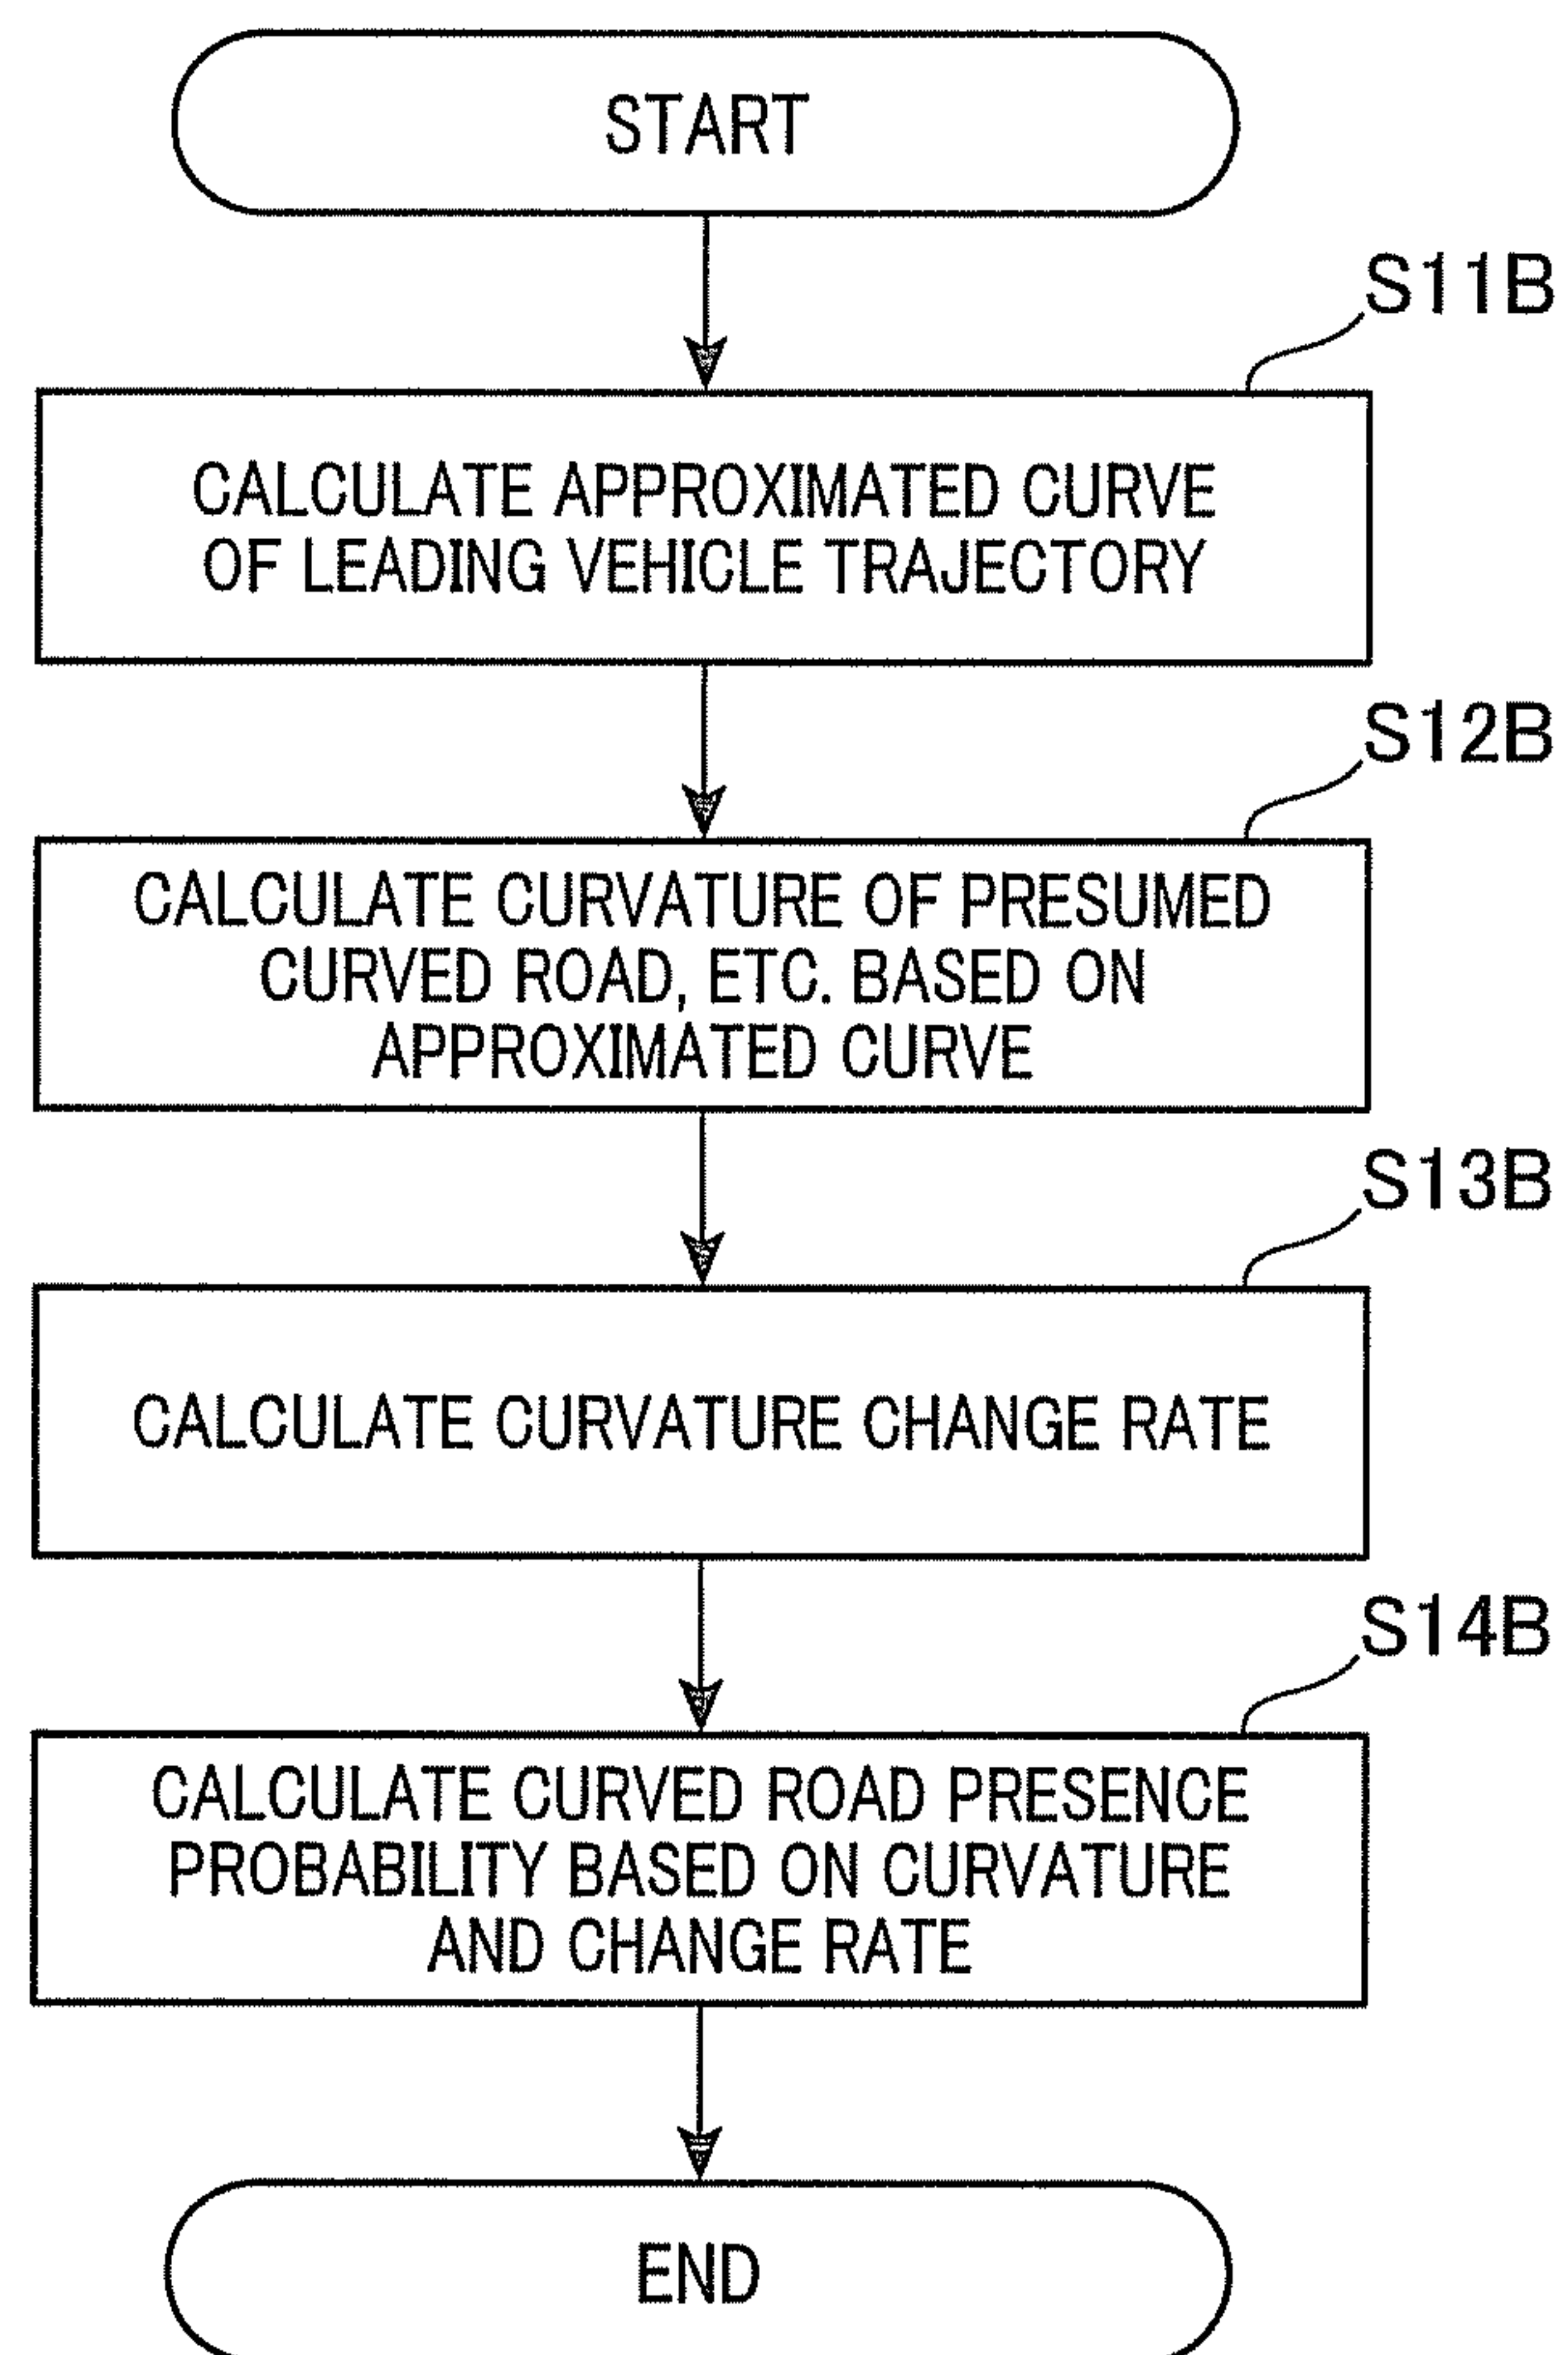 START
S11B
CALCULATE APPROXIMATED CURVE
OF LEADING VEHICLE TRAJECTORY
S12B
CALCULATE CURVATURE OF PRESUMED
CURVED ROAD, ETC. BASED ON
APPROXIMATED CURVE
S13B
CALCULATE CURVATURE CHANGE RATE
S14B
CALCULATE CURVED ROAD PRESENCE
PROBABILITY BASED ON CURVATURE
AND CHANGE RATE
END